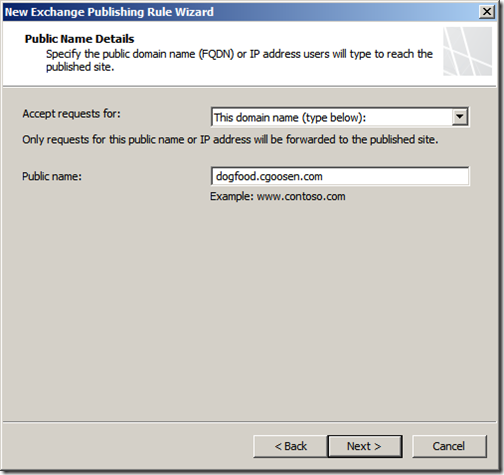 New Exchange Publishing Rule Wizard
Public Name Details
Specify the public domain name (FQDN) or IP address users will type to reach the
published site.
Accept requests for:
This domain name (type below):
Only requests for this public name or IP address will be forwarded to the published site.
Public name:
dogfood.cgoosen.com
Example: www.contoso.com
< Back
Next >
Cancel